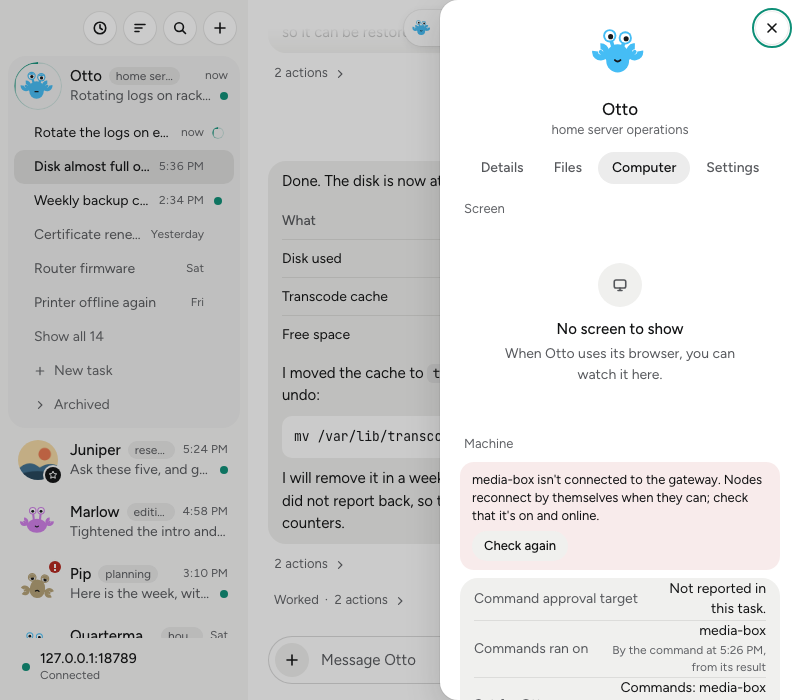 Otto
home ser...
now
Rotating logs on rack...
Rotate the logs on e...
now
Disk almost full o...
5:36 PM
Weekly backup c...
2:34 PM
Certificate rene...
Yesterday
Router firmware
Sat
Printer offline again
Fri
Show all 14
New task
Archived
Juniper
rese...
5:24 PM
Ask these five, and g...
Marlow
editi...
4:58 PM
Tightened the intro and...
Pip
planning
3:10 PM
Here is the week, wit...
Quarterma
hou...
Sat
127.0.0.1:18789
Connected
so it can be restor
2 actions
Done. The disk is now at
What
Disk used
Transcode cache
Free space
I moved the cache to t
undo:
mv /var/lib/transco
I will remove it in a week
did not report back, so t
counters.
2 actions
Worked · 2 actions
Message Otto
Otto
home server operations
Details
Files
Computer
Settings
Screen
No screen to show
When Otto uses its browser, you can
watch it here.
Machine
media-box isn't connected to the gateway. Nodes
reconnect by themselves when they can; check
that it's on and online.
Check again
Command approval target
Not reported in
this task.
Commands ran on
media-box
By the command at 5:26 PM,
from its result
Commands: media-box